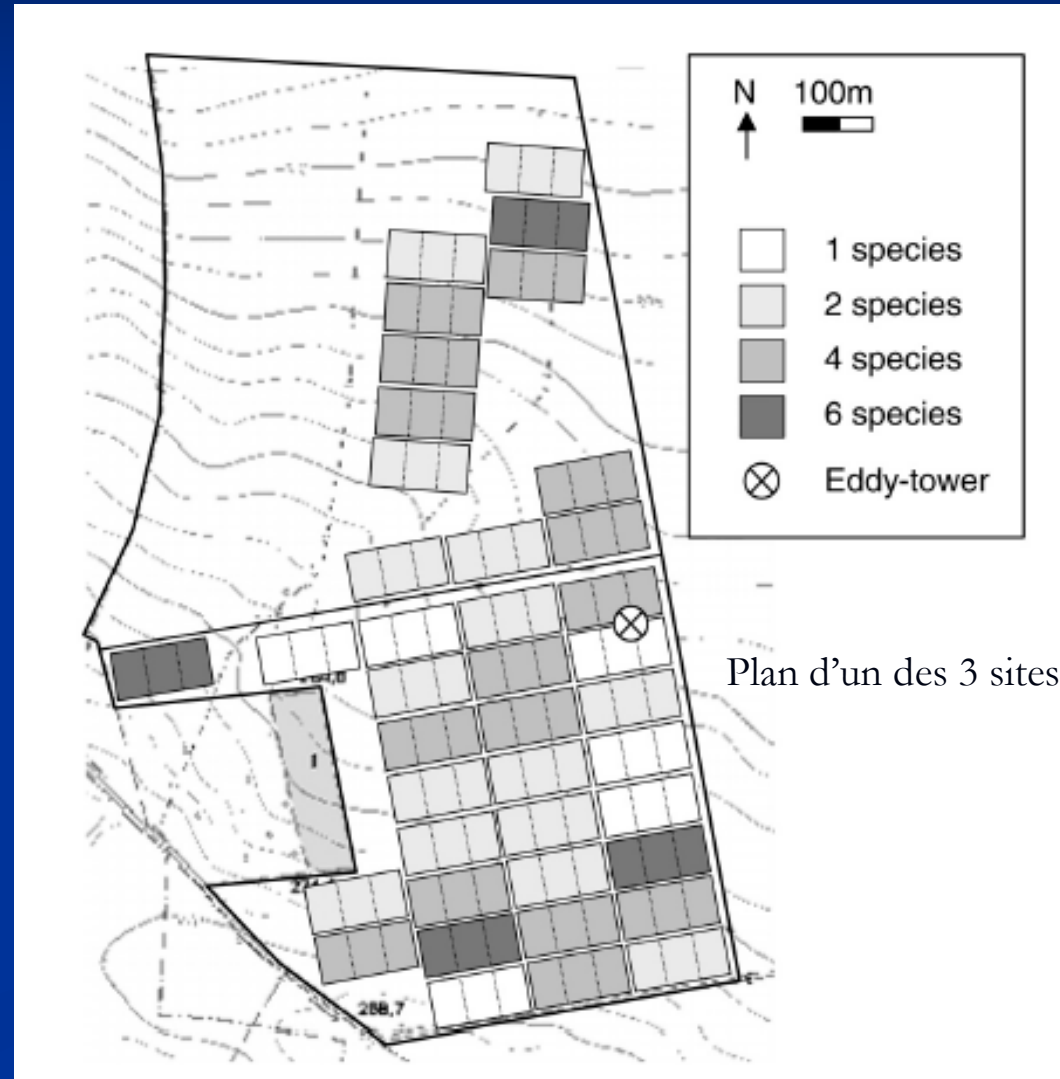 N 100m
1 species
2 species
4 species
6 species
Eddy-tower
Plan d'un des 3 sites
288,7